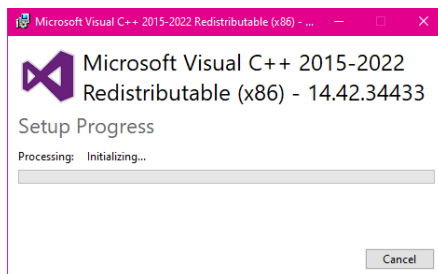 Microsoft Visual C++ 2015-2022 Redistributable (x86) - ...
Microsoft Visual C++ 2015-2022
Redistributable (x86) - 14.42.34433
Setup Progress
Processing: Initializing...
Cancel